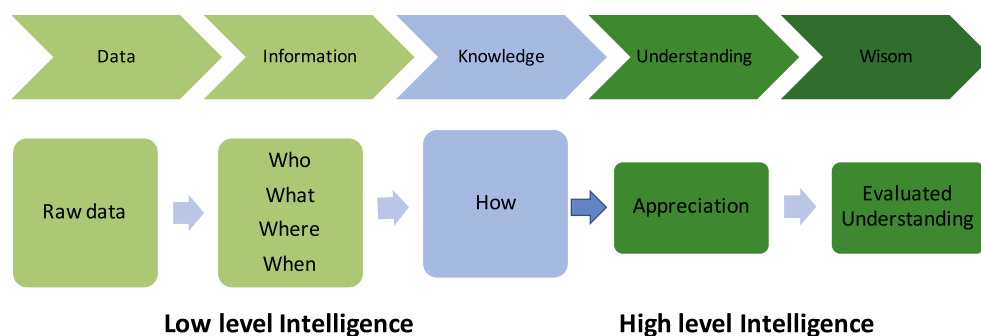 Data
Information
Knowledge
Understanding
Wisom
Raw data
Who
What
Where
When
How
Appreciation
Evaluated
Understanding
Low level Intelligence
High level Intelligence